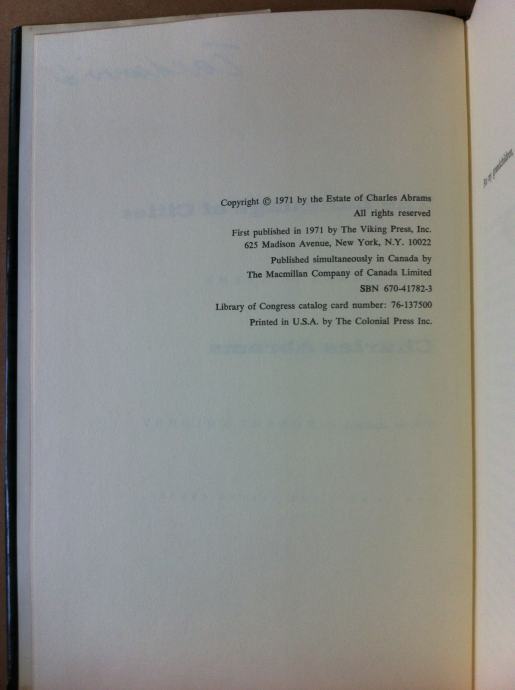 Copyright © 1971 by the Estate of Charles Abrams
All rights reserved
First published in 1971 by The Viking Press, Inc.
625 Madison Avenue, New York, N.Y. 10022
Published simultaneously in Canada by
The Macmillan Company of Canada Limited
SBN 670-41782-3
Library of Congress catalog card number: 76-137500
Printed in U.S.A. by The Colonial Press Inc.